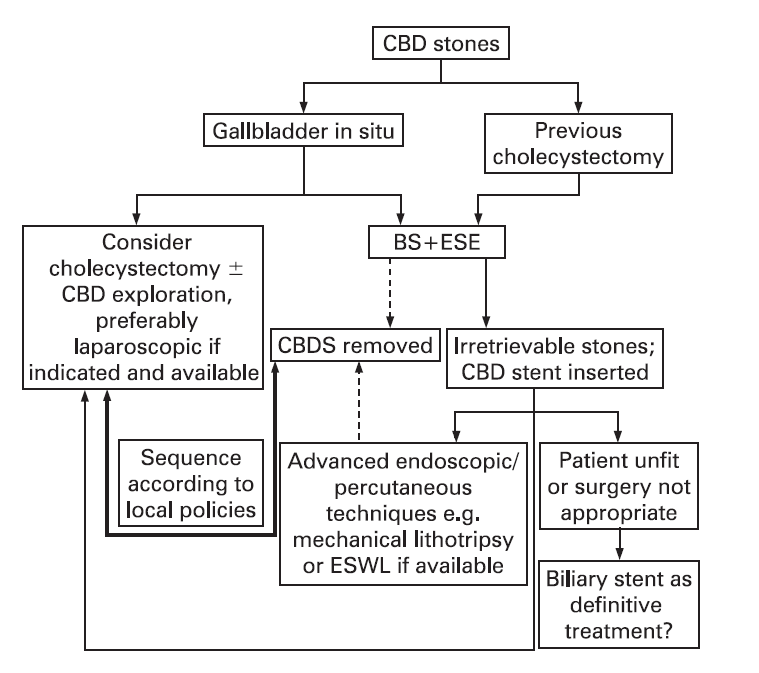 CBD stones
Gallbladder in situ
Previous
cholecystectomy
Consider
cholecystectomy ±
CBD exploration,
preferably
laparoscopic if
indicated and available
BS+ESE
CBDS removed
Irretrievable stones;
CBD stent inserted
Sequence
according to
local policies
Advanced endoscopic/
percutaneous
techniques e.g.
mechanical lithotripsy
or ESWL if available
Patient unfit
or surgery not
appropriate
Biliary stent as
definitive
treatment?